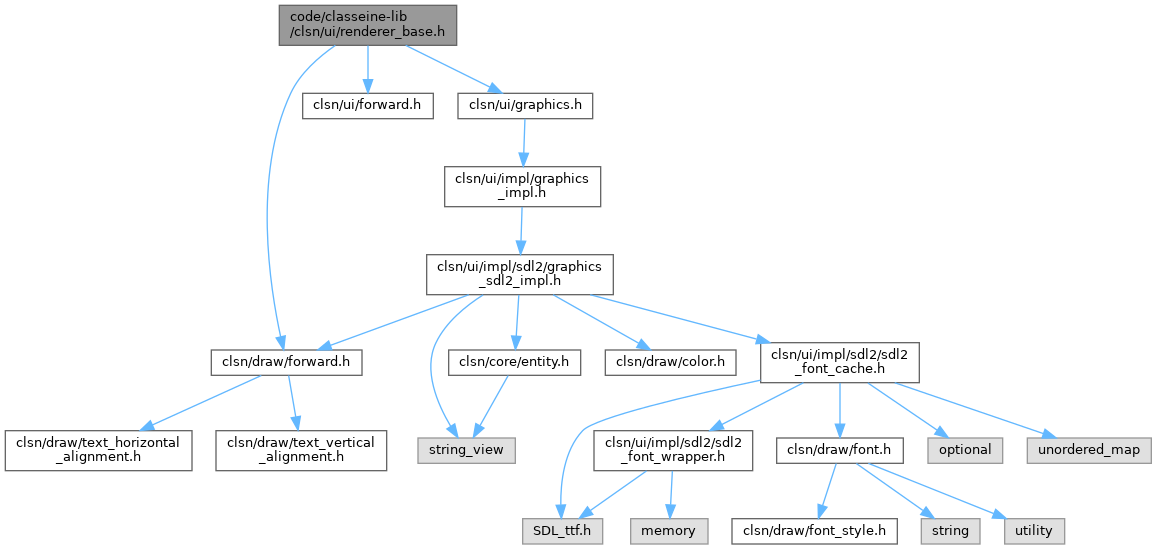 code/classeine-lib
/clsn/ui/renderer_base.h
clsn/ui/forward.h
clsn/ui/graphics.h
clsn/ui/impl/graphics
_impl.h
clsn/ui/impl/sdl2/graphics
_sdl2_impl.h
clsn/draw/forward.h
clsn/core/entity.h
clsn/draw/color.h
clsn/ui/impl/sdl2/sdl2
_font_cache.h
clsn/draw/text_horizontal
_alignment.h
clsn/draw/text_vertical
_alignment.h
string_view
clsn/ui/impl/sdl2/sdl2
_font_wrapper.h
clsn/draw/font.h
optional
unordered_map
SDL_ttf.h
memory
clsn/draw/font_style.h
string
utility